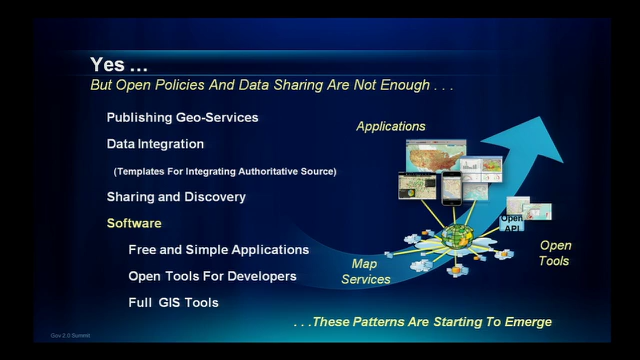 Yes ...
But Open Policies And Data Sharing Are Not Enough . . .
Publishing Geo-Services
Data Integration
(Templates For Integrating Authoritative Source)
Sharing and Discovery
Software
Free and Simple Applications
Open Tools For Developers
Full GIS Tools
Applications
Open
API
Open
Tools
Map
Services
. . .These Patterns Are Starting To Emerge
Gov 2.0 Summit